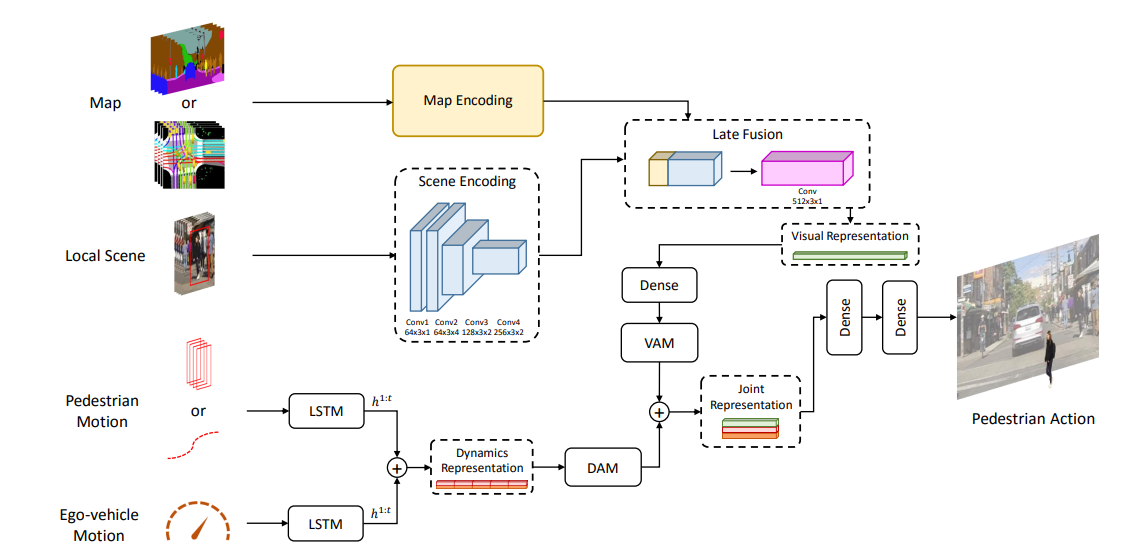 Map
or
Map Encoding
Late Fusion
Conv
512x3x1
Scene Encoding
Conv1 Conv2 Conv3 Conv4
64x3x1 64x3x4 128x3x2 256x3x2
Local Scene
Visual Representation
Dense
VAM
Dense
Dense
Pedestrian
Motion
or
LSTM
h^{1:t}
+
Dynamics
Representation
DAM
+
Joint
Representation
Pedestrian Action
Ego-vehicle
Motion
LSTM
h^{1:t}